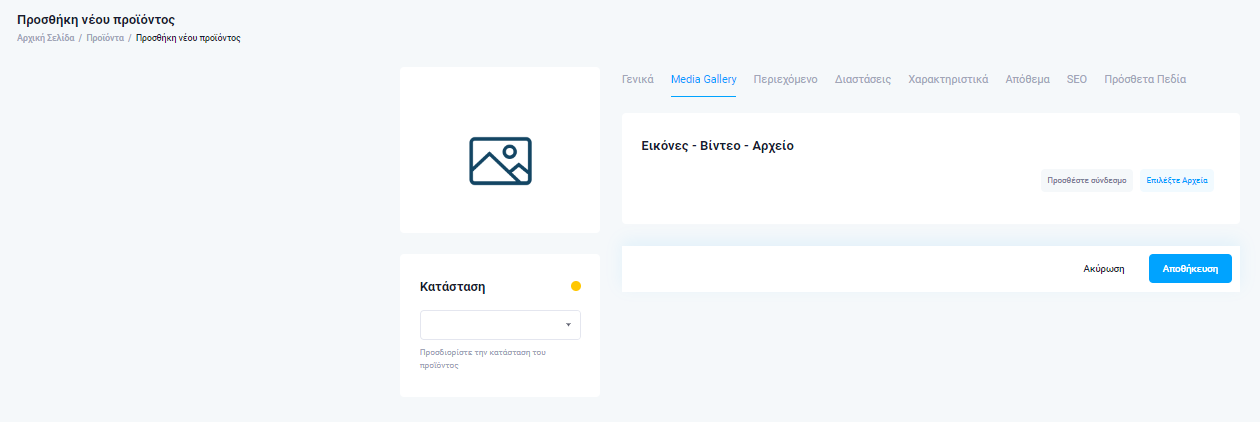 Προσθήκη νέου προϊόντος
Αρχική Σελίδα / Προϊόντα / Προσθήκη νέου προϊόντος
Γενικά Media Gallery Περιεχόμενο Διαστάσεις Χαρακτηριστικά Απόθεμα SEO Πρόσθετα Πεδία
Εικόνες - Βίντεο - Αρχείο
Προσθέστε σύνδεσμο Επιλέξτε Αρχεία
Ακύρωση Αποθήκευση
Κατάσταση
Προσδιορίστε την κατάσταση του
προϊόντος